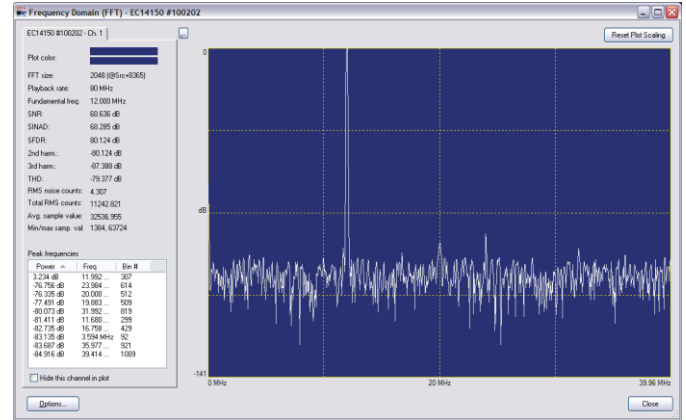 Frequency Domain (FFT) - EC14150 #100202
EC14150 #100202 - Ch. 1
...
Reset Plot Scaling
Plot color:
FFT size: 2048 (@Src+8365)
Playback rate: 80 MHz
Fundamental freq: 12.000 MHz
SNR: 68.636 dB
SINAD: 68.285 dB
SFDR: 80.124 dB
2nd harm.: -80.124 dB
3rd harm.: -87.388 dB
THD: -79.377 dB
RMS noise counts: 4.307
Total RMS counts: 11242.821
Avg. sample value: 32536.955
Min/max samp. val: 1384, 63724
Peak frequencies
Power Freq Bin #
3.234 dB 11.992 ... 307
-76.756 dB 23.984 ... 614
-76.335 dB 20.000 ... 512
-77.491 dB 19.883 ... 509
-80.073 dB 31.992 ... 819
-81.411 dB 11.680 ... 299
-82.735 dB 16.758 ... 429
-83.135 dB 3.594 MHz 92
-83.687 dB 35.977 ... 921
-84.916 dB 39.414 ... 1009
Hide this channel in plot
0
dB
-141
0 MHz
20 MHz
39.96 MHz
Options...
Close